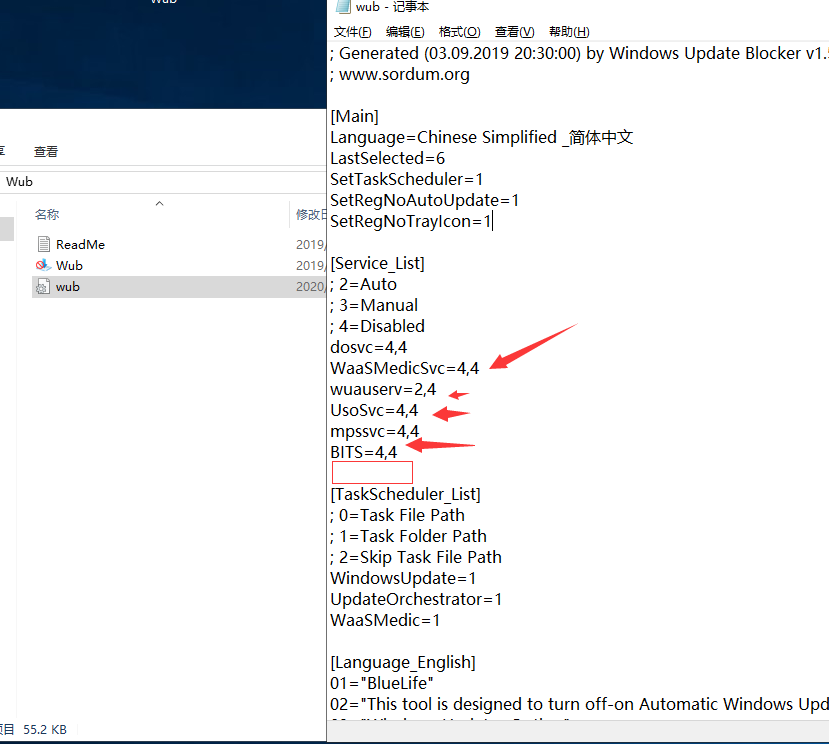 Wub
wub - 记事本
文件(F) 编辑(E) 格式(O) 查看(V) 帮助(H)
; Generated (03.09.2019 20:30:00) by Windows Update Blocker v1.
; www.sordum.org
[Main]
Language=Chinese Simplified _简体中文
LastSelected=6
SetTaskScheduler=1
SetRegNoAutoUpdate=1
SetRegNoTrayIcon=1
[Service_List]
; 2=Auto
; 3=Manual
; 4=Disabled
dosvc=4,4
WaaSMedicSvc=4,4
wuauserv=2,4
UsoSvc=4,4
mpssvc=4,4
BITS=4,4
[TaskScheduler_List]
; 0=Task File Path
; 1=Task Folder Path
; 2=Skip Task File Path
WindowsUpdate=1
UpdateOrchestrator=1
WaaSMedic=1
[Language_English]
01="BlueLife"
02="This tool is designed to turn off-on Automatic Windows Upd
查看
Wub
名称 修改日
ReadMe 2019/
Wub 2019/
wub 2020/
项目 55.2 KB